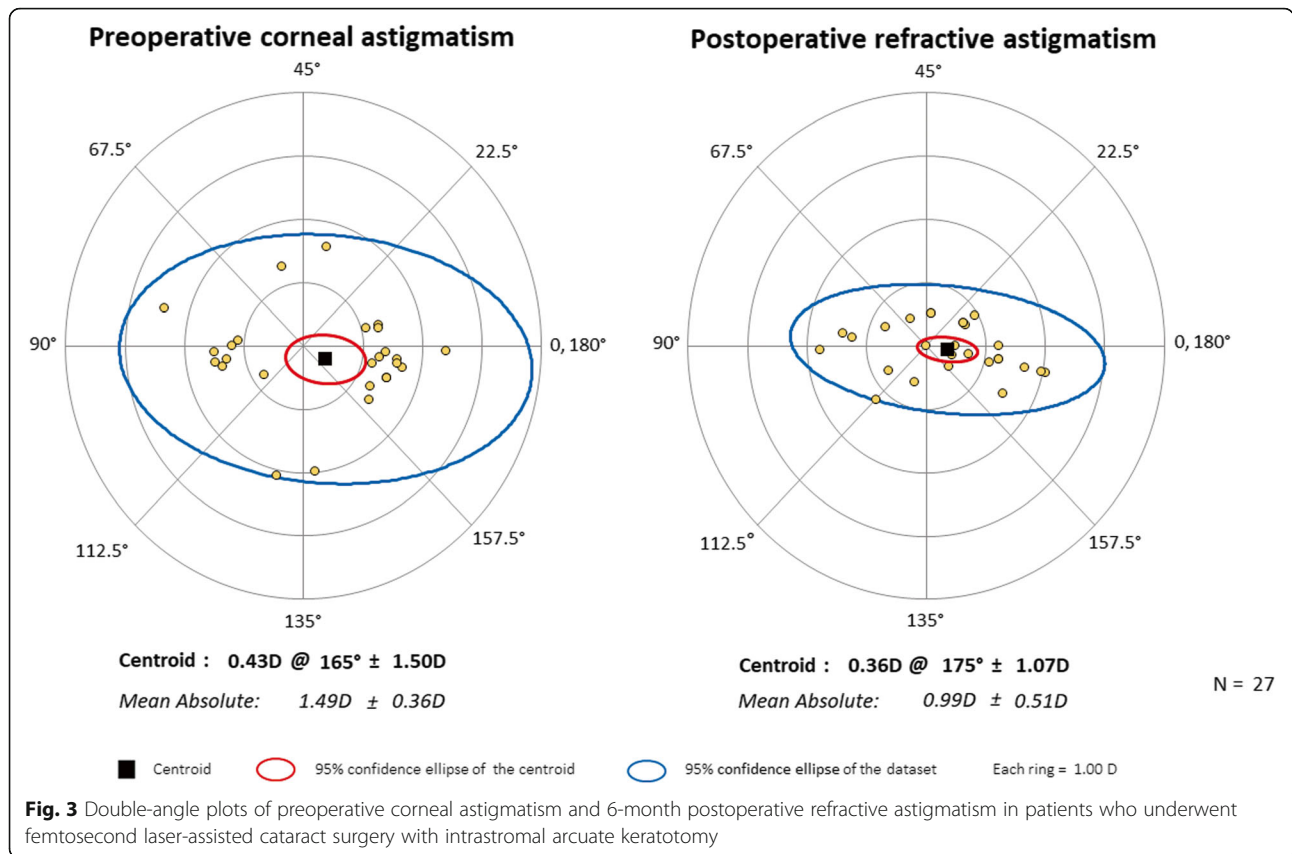 Preoperative corneal astigmatism
45°
67.5°
22.5°
90°
0, 180°
112.5°
157.5°
135°
Centroid : 0.43D @ 165° ± 1.50D
Mean Absolute: 1.49D ± 0.36D
Postoperative refractive astigmatism
45°
67.5°
22.5°
90°
0, 180°
112.5°
157.5°
135°
Centroid : 0.36D @ 175° ± 1.07D
Mean Absolute: 0.99D ± 0.51D
N = 27
Centroid
95% confidence ellipse of the centroid
95% confidence ellipse of the dataset
Each ring = 1.00 D
Fig. 3 Double-angle plots of preoperative corneal astigmatism and 6-month postoperative refractive astigmatism in patients who underwent
femtosecond laser-assisted cataract surgery with intrastromal arcuate keratotomy